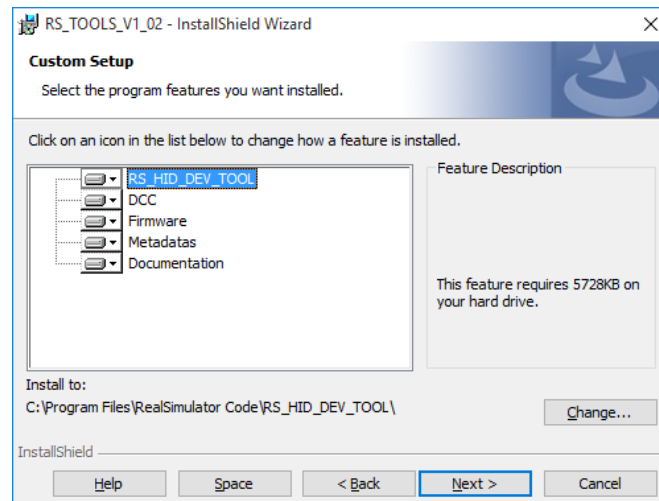 RS_TOOLS_V1_02 - InstallShield Wizard
Custom Setup
Select the program features you want installed.
Click on an icon in the list below to change how a feature is installed.
RS_HID_DEV_TOOL
DCC
Firmware
Metadatas
Documentation
Feature Description
This feature requires 5728KB on
your hard drive.
Install to:
C:\Program Files\RealSimulator Code\RS_HID_DEV_TOOL\
Change...
InstallShield
Help
Space
< Back
Next >
Cancel